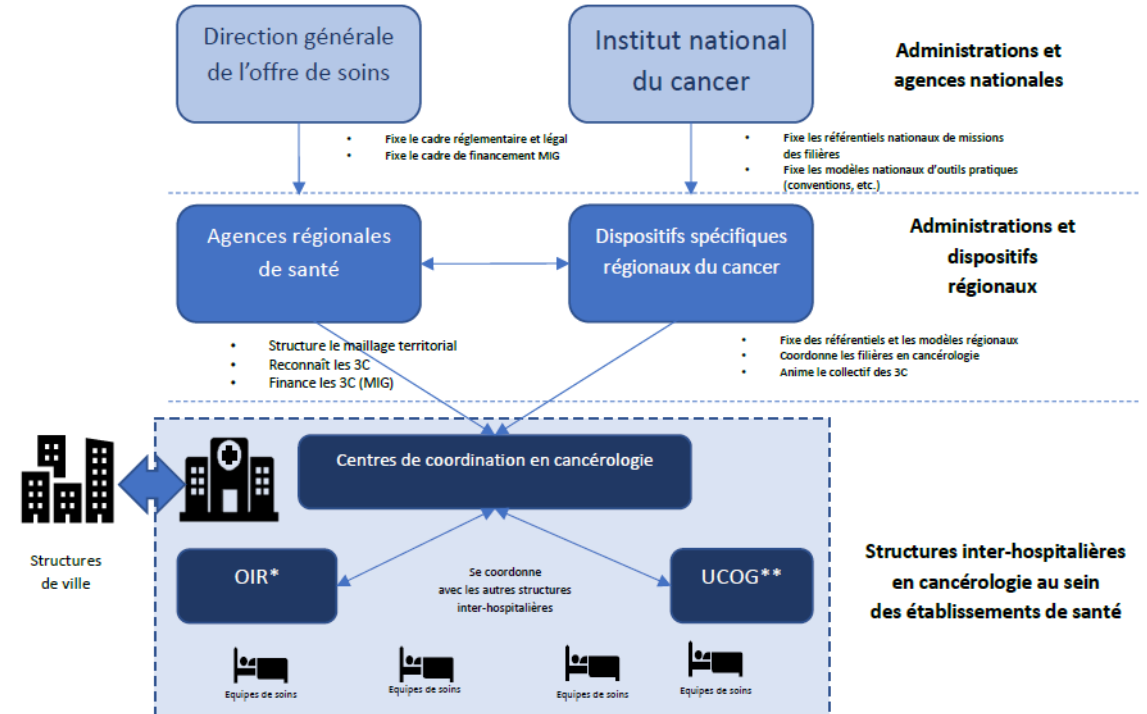 Direction générale
de l'offre de soins
Institut national
du cancer
Administrations et
agences nationales
• Fixe le cadre réglementaire et légal
• Fixe le cadre de financement MIG
• Fixe les référentiels nationaux de missions
des filières
• Fixe les modèles nationaux d'outils pratiques
(conventions, etc.)
Agences régionales
de santé
Dispositifs spécifiques
régionaux du cancer
Administrations et
dispositifs
régionaux
• Structure le maillage territorial
• Reconnaît les 3C
• Finance les 3C (MIG)
• Fixe des référentiels et les modèles régionaux
• Coordonne les filières en cancérologie
• Anime le collectif des 3C
Centres de coordination en cancérologie
Structures
de ville
OIR*
Se coordonne
avec les autres structures
inter-hospitalières
UCOG**
Structures inter-hospitalières
en cancérologie au sein
des établissements de santé
Equipes de soins
Equipes de soins
Equipes de soins
Equipes de soins